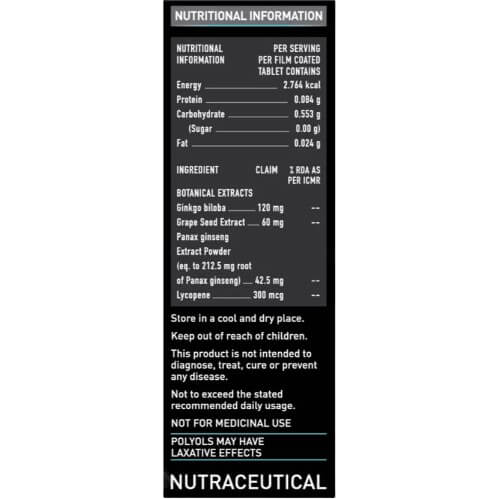 NUTRITIONAL INFORMATION
NUTRITIONAL PER SERVING
INFORMATION PER FILM COATED
TABLET CONTAINS
Energy 2.764 kcal
Protein 0.084 g
Carbohydrate 0.553 g
(Sugar 0.00 g)
Fat 0.024 g
INGREDIENT CLAIM % RDA AS
PER ICMR
BOTANICAL EXTRACTS
Ginkgo biloba 120 mg --
Grape Seed Extract 60 mg --
Panax ginseng
Extract Powder
(eq. to 212.5 mg root
of Panax ginseng) 42.5 mg --
Lycopene 300 mcg --
Store in a cool and dry place.
Keep out of reach of children.
This product is not intended to
diagnose, treat, cure or prevent
any disease.
Not to exceed the stated
recommended daily usage.
NOT FOR MEDICINAL USE
POLYOLS MAY HAVE
LAXATIVE EFFECTS
NUTRACEUTICAL